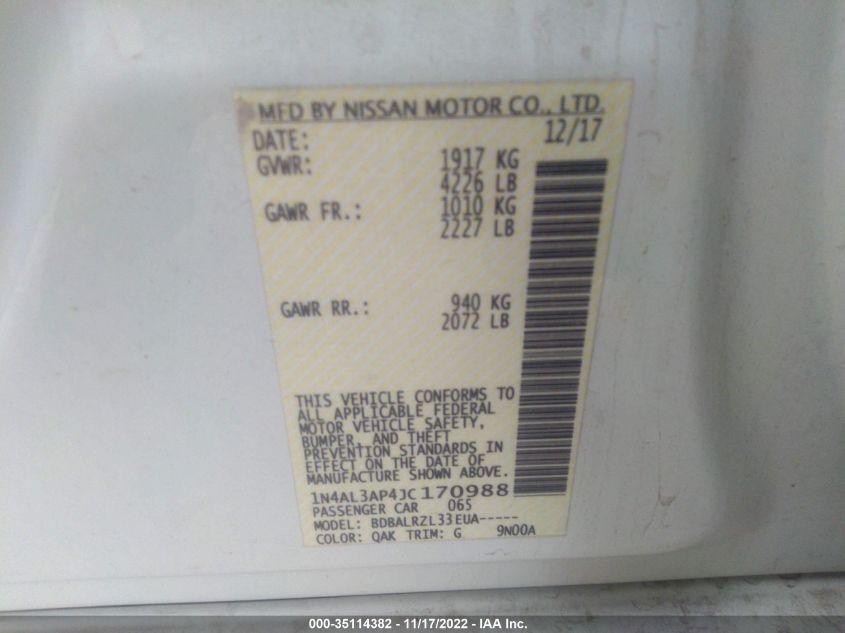 MFD BY NISSAN MOTOR CO., LTD.
DATE: 12/17
GVWR: 1917 KG
4226 LB
GAWR FR.: 1010 KG
2227 LB
GAWR RR.: 940 KG
2072 LB
THIS VEHICLE CONFORMS TO
ALL APPLICABLE FEDERAL
MOTOR VEHICLE SAFETY,
BUMPER, AND THEFT
PREVENTION STANDARDS IN
EFFECT ON THE DATE OF
MANUFACTURE SHOWN ABOVE.
1N4AL3AP4JC170988
PASSENGER CAR 065
MODEL: BDBALRZL33EUA-----
COLOR: QAK TRIM: G 9N00A
000-35114382 - 11/17/2022 - IAA Inc.